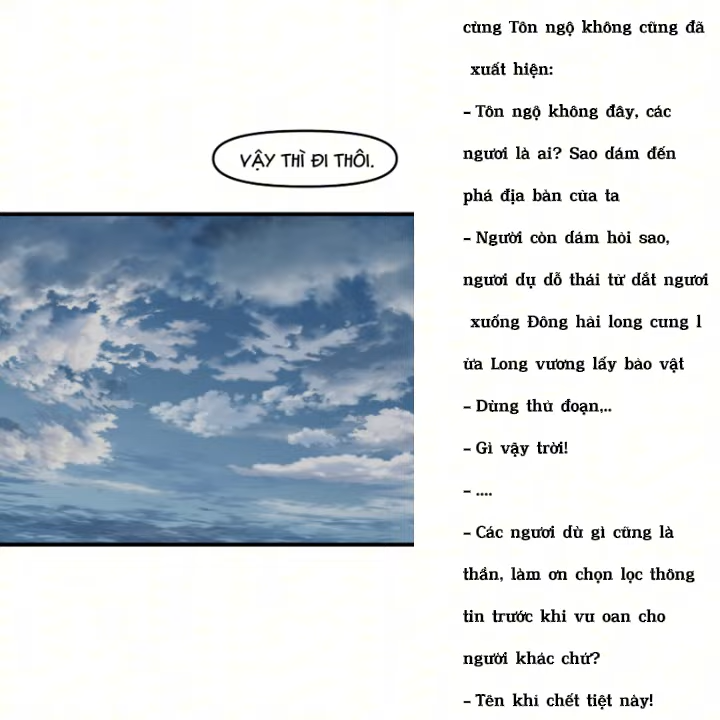 VẬY THÌ ĐI THÔI.
cùng Tôn ngộ không cũng đã
xuất hiện:
- Tôn ngộ không đây, các
ngươi là ai? Sao dám đến
phá địa bàn của ta
- Người còn dám hỏi sao,
ngươi dụ dỗ thái tử dắt ngươi
xuống Đông hải long cung l
ừa Long vương lấy bảo vật
- Dùng thủ đoạn,..
- Gì vậy trời!
- ....
- Các ngươi dù gì cũng là
thần, làm ơn chọn lọc thông
tin trước khi vu oan cho
người khác chứ?
- Tên khỉ chết tiệt này!